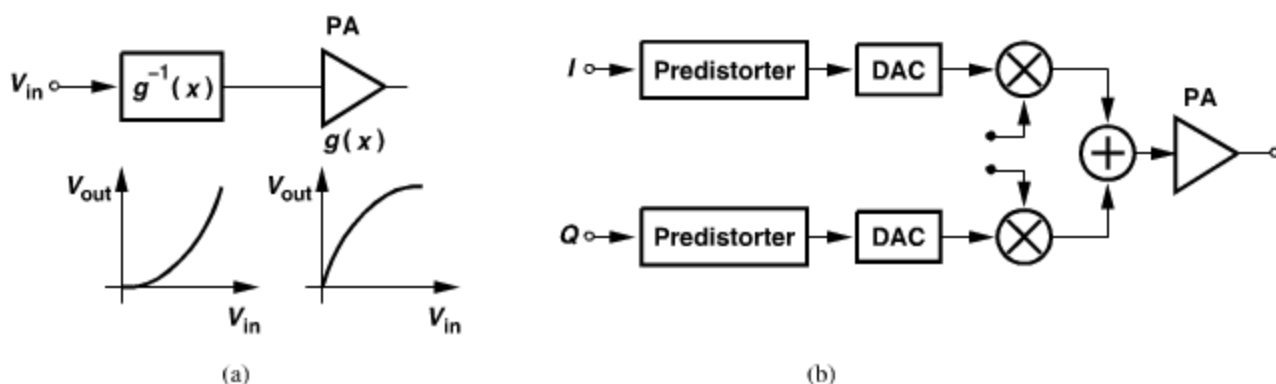 PA
V_in g⁻¹(x)
g(x)
V_out V_out
V_in V_in
(a)
I Predistorter DAC
PA
Q Predistorter DAC
(b)